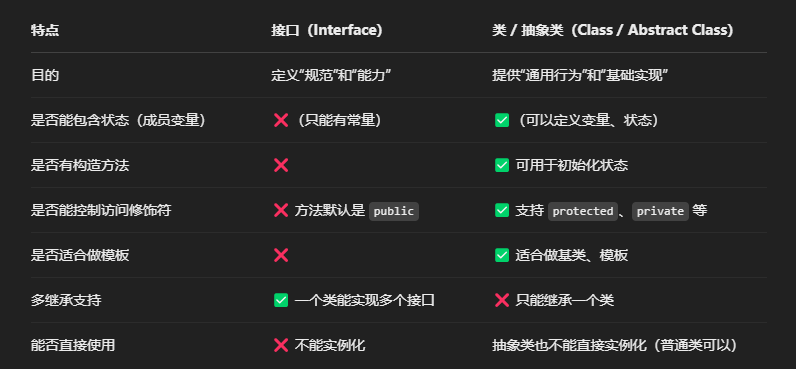 特点 接口（Interface） 类 / 抽象类（Class / Abstract Class）
目的 定义“规范”和“能力” 提供“通用行为”和“基础实现”
是否能包含状态（成员变量） ❌（只能有常量） ✅（可以定义变量、状态）
是否有构造方法 ❌ ✅ 可用于初始化状态
是否能控制访问修饰符 ❌ 方法默认是 public ✅ 支持 protected、private 等
是否适合做模板 ❌ ✅ 适合做基类、模板
多继承支持 ✅ 一个类能实现多个接口 ❌ 只能继承一个类
能否直接使用 ❌ 不能实例化 抽象类也不能直接实例化（普通类可以）